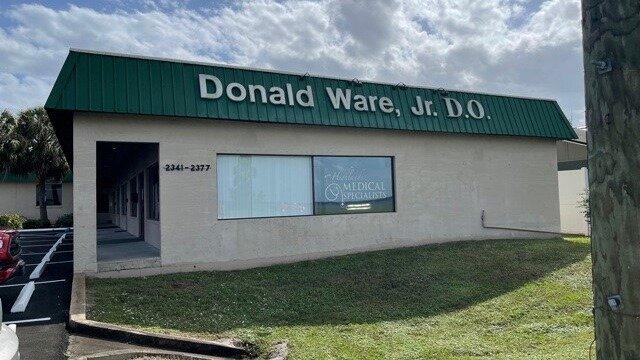 Donald Ware, Jr. D.O.
2341-2377
MEDICAL
SPECIALISTS